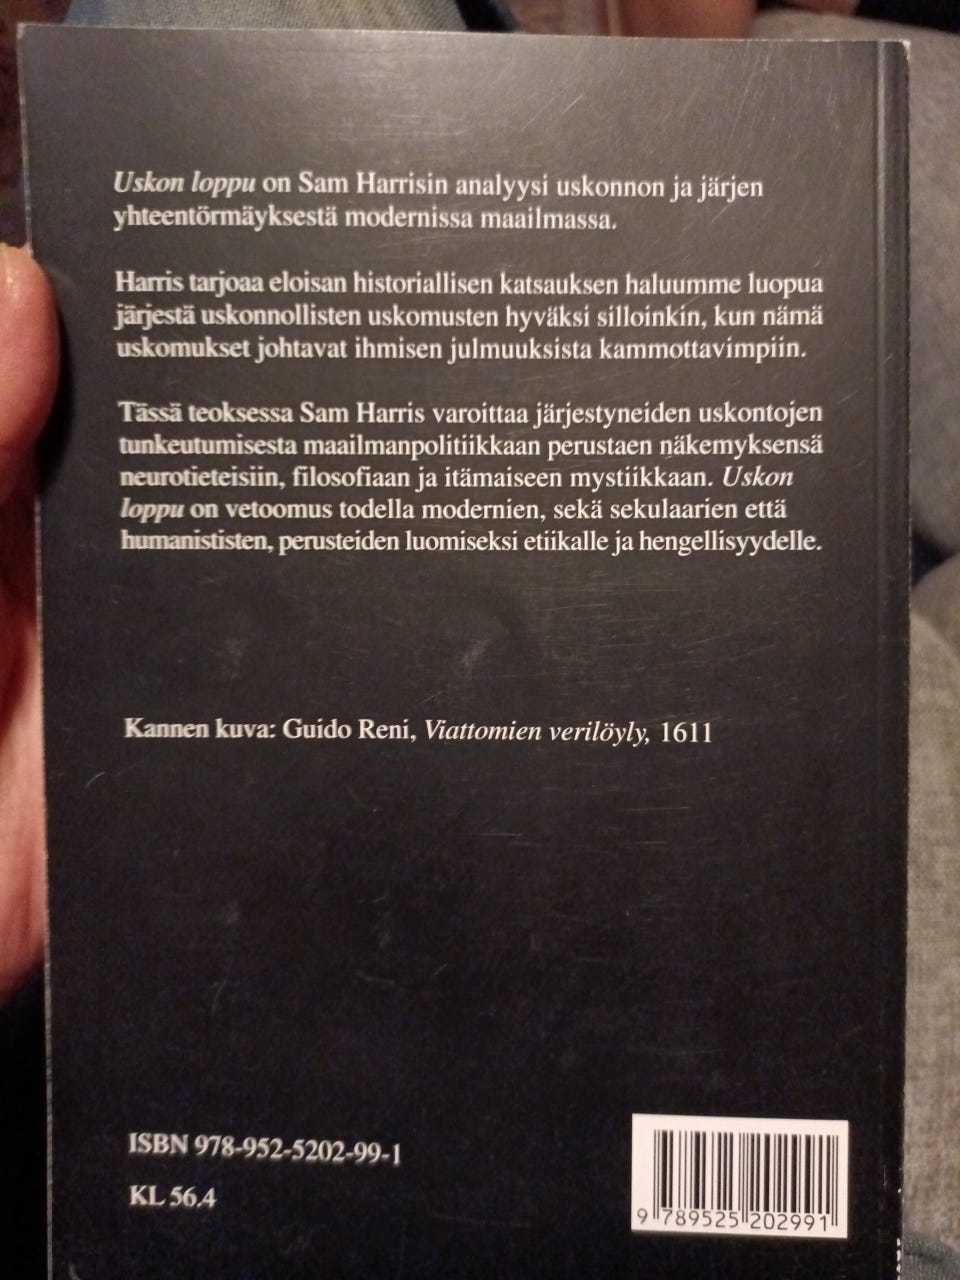 Uskon loppu on Sam Harrisin analyysi uskonnon ja järjen
yhteentörmäyksestä modernissa maailmassa.
Harris tarjoaa eloisan historiallisen katsauksen haluumme luopua
järjestä uskonnollisten uskomusten hyväksi silloinkin, kun nämä
uskomukset johtavat ihmisen julmuuksista kammottavimpiin.
Tässä teoksessa Sam Harris varoittaa järjestyneiden uskontojen
tunkeutumisesta maailmanpolitiikkaan perustaen näkemyksensä
neurotieteisiin, filosofiaan ja itämaiseen mystiikkaan. Uskon
loppu on vetoomus todella modernien, sekä sekulaarien että
humanististen, perusteiden luomiseksi etiikalle ja hengellisyydelle.
Kannen kuva: Guido Reni, Viattomien verilöyly, 1611
ISBN 978-952-5202-99-1
KL 56.4
9 789525 202991